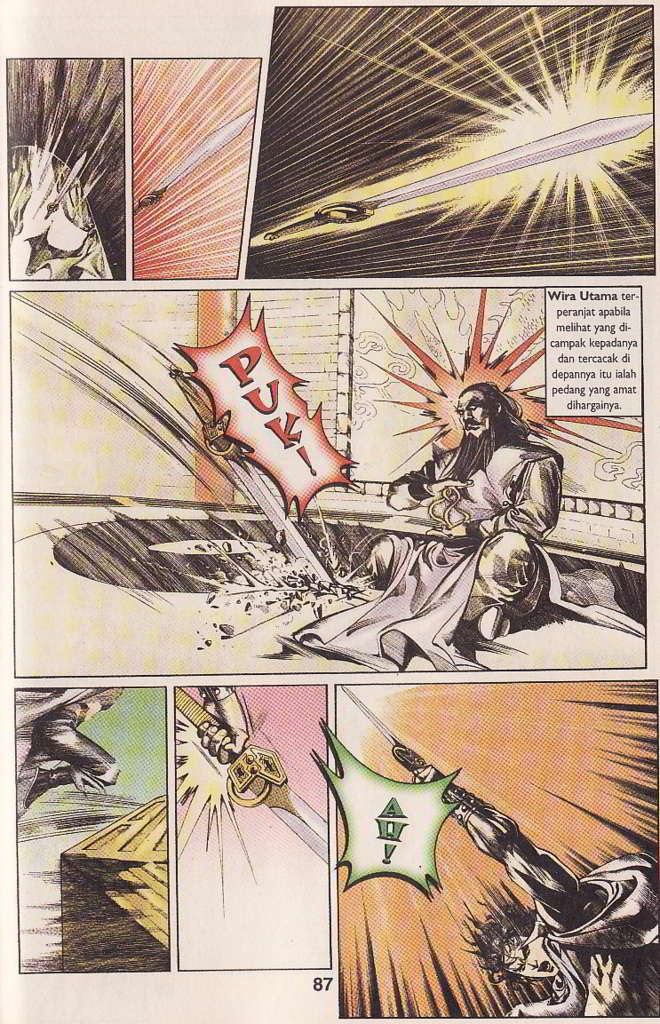 Wira Utama ter-
peranjat apabila
melihat yang di-
campak kepadanya
dan tercacak di
depannya itu ialah
pedang yang amat
dihargainya.
PUK!
AH!
87